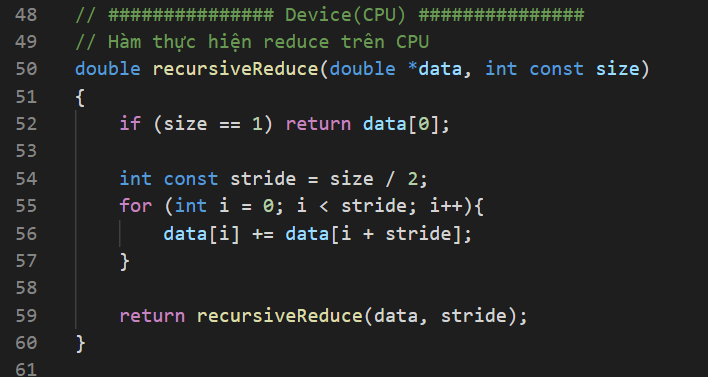 48 // ############### Device(CPU) ###############
49 // Hàm thực hiện reduce trên CPU
50 double recursiveReduce(double *data, int const size)
51 {
52     if (size == 1) return data[0];
53
54     int const stride = size / 2;
55     for (int i = 0; i < stride; i++){
56         data[i] += data[i + stride];
57     }
58
59     return recursiveReduce(data, stride);
60 }
61